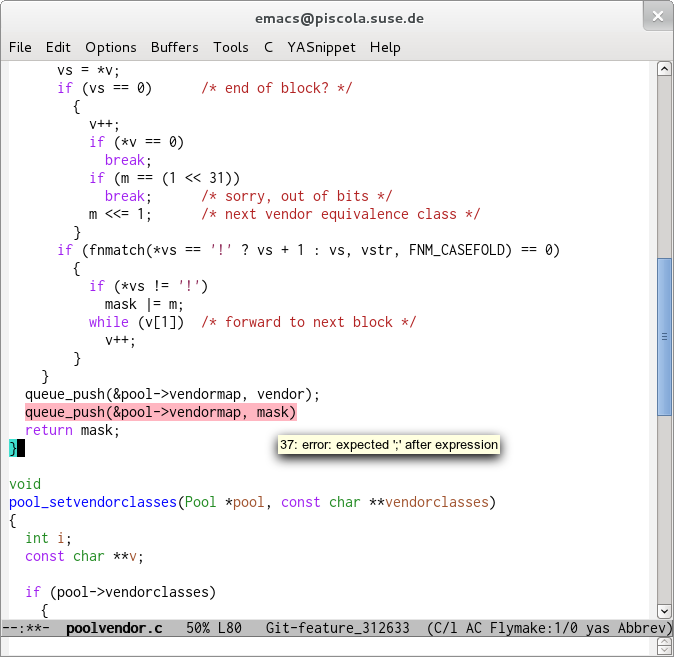 emacs@piscola.suse.de
File Edit Options Buffers Tools C YASnippet Help
      vs = *v;
      if (vs == 0)      /* end of block? */
        {
          v++;
          if (*v == 0)
            break;
          if (m == (1 << 31))
            break;      /* sorry, out of bits */
          m <<= 1;      /* next vendor equivalence class */
        }
      if (fnmatch(*vs == '!' ? vs + 1 : vs, vstr, FNM_CASEFOLD) == 0)
        {
          if (*vs != '!')
            mask |= m;
          while (v[1])  /* forward to next block */
            v++;
        }
    }
  queue_push(&pool->vendormap, vendor);
  queue_push(&pool->vendormap, mask)
  return mask;
37: error: expected ';' after expression
}
void
pool_setvendorclasses(Pool *pool, const char **vendorclasses)
{
  int i;
  const char **v;
  if (pool->vendorclasses)
    {
--:**-  poolvendor.c   50% L80   Git-feature_312633  (C/l AC Flymake:1/0 yas Abbrev)